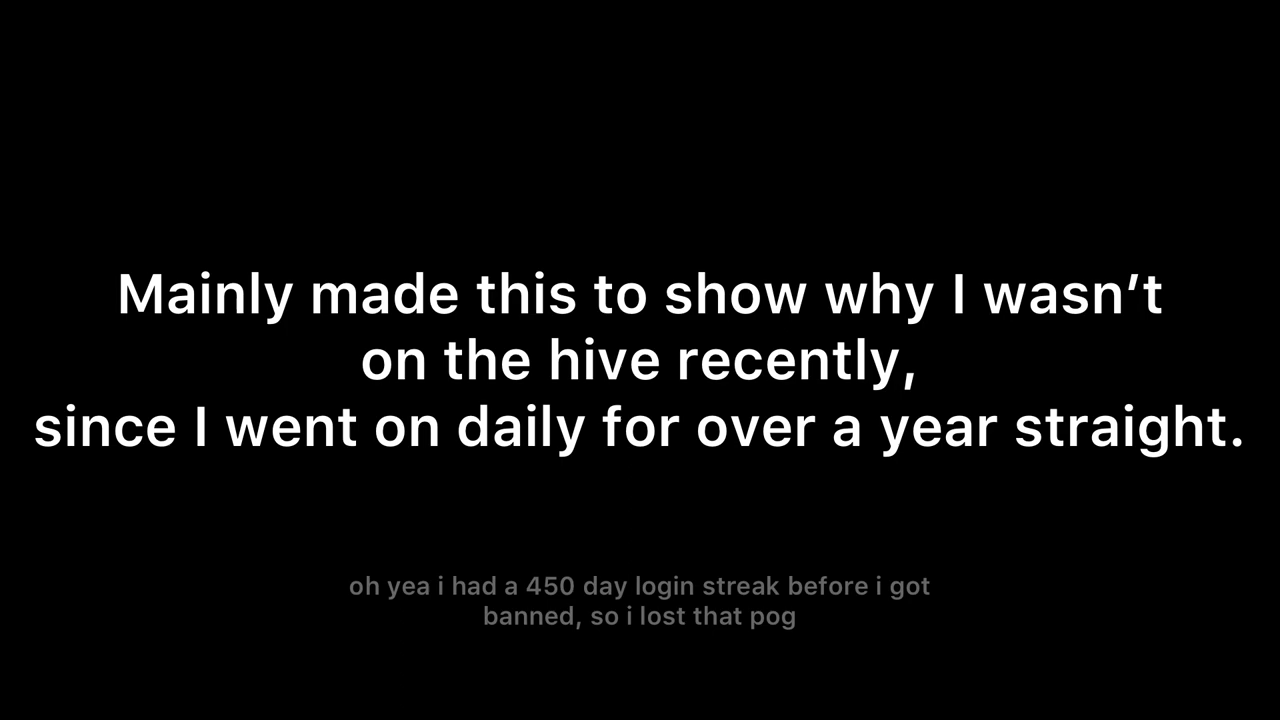 Mainly made this to show why I wasn’t
on the hive recently,
since I went on daily for over a year straight.
oh yea i had a 450 day login streak before i got
banned, so i lost that pog